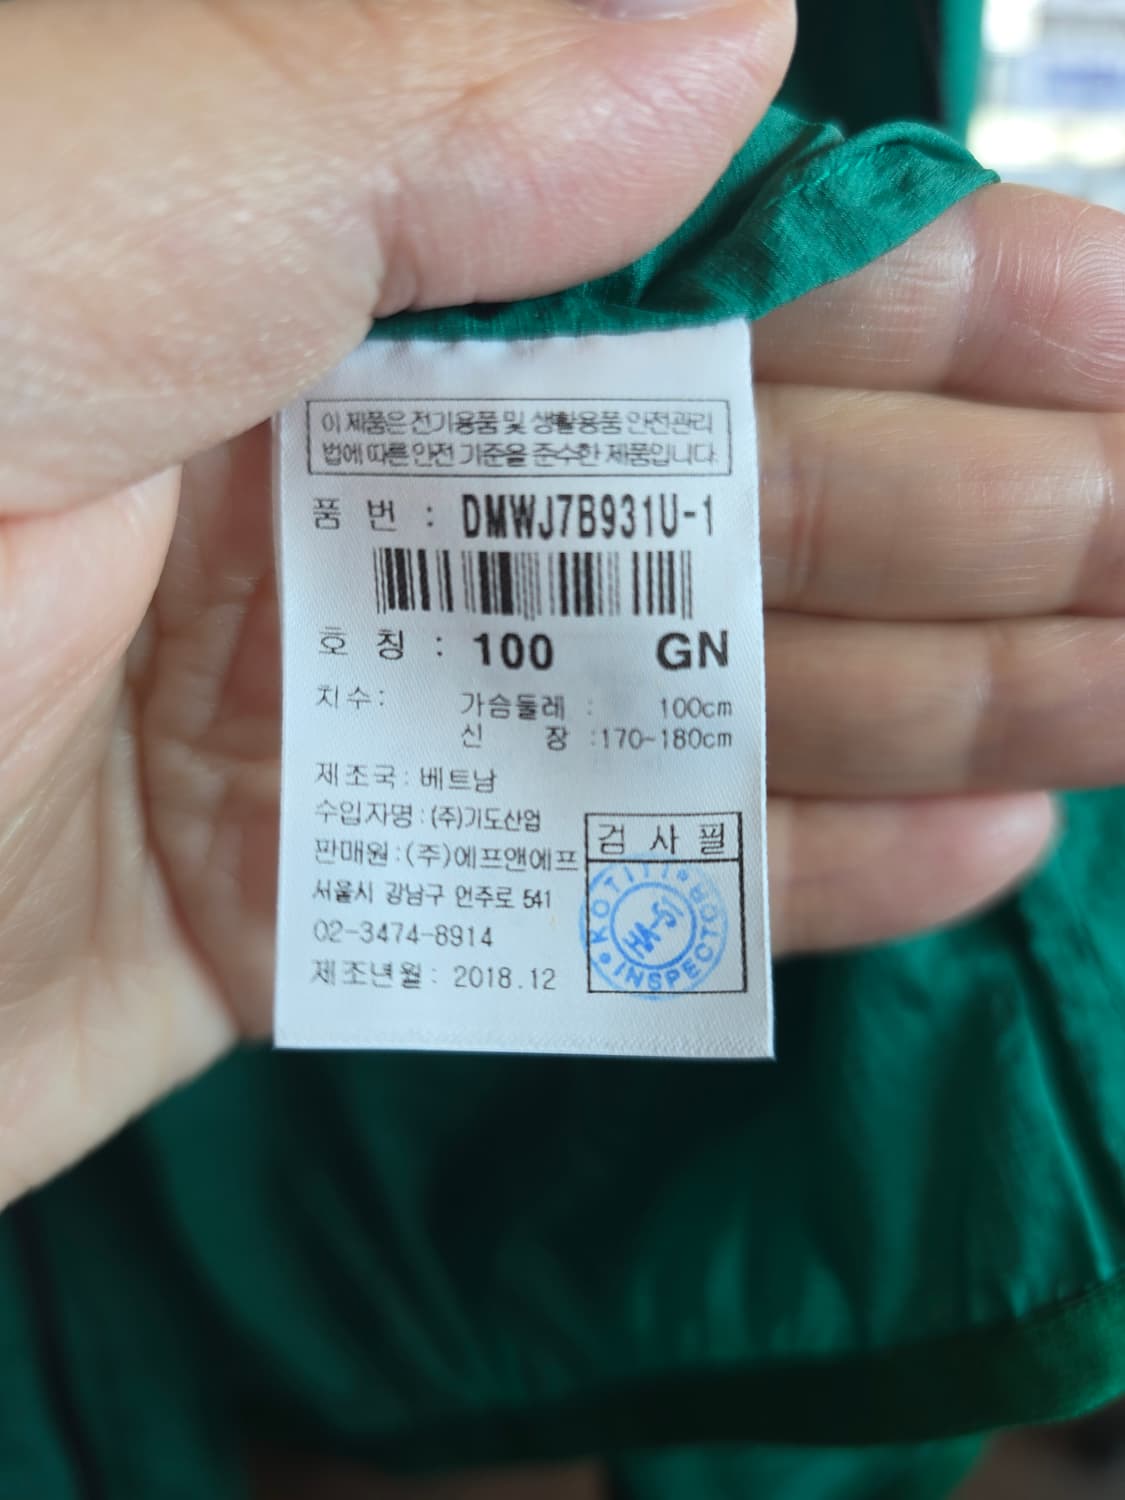 이 제품은 전기용품 및 생활용품 안전관리
법에 따른 안전 기준을 준수한 제품입니다.
품 번 : DMWJ7B931U-1
호 칭 : 100 GN
치수: 가슴둘레 : 100cm
신 장 :170~180cm
제조국: 베트남
수입자명 : (주)기도산업
판매원 : (주)에프앤에프
서울시 강남구 언주로 541
02-3474-8914
제조년월 : 2018.12
검 사 필
KOTITI INSPECTOR
HA-51